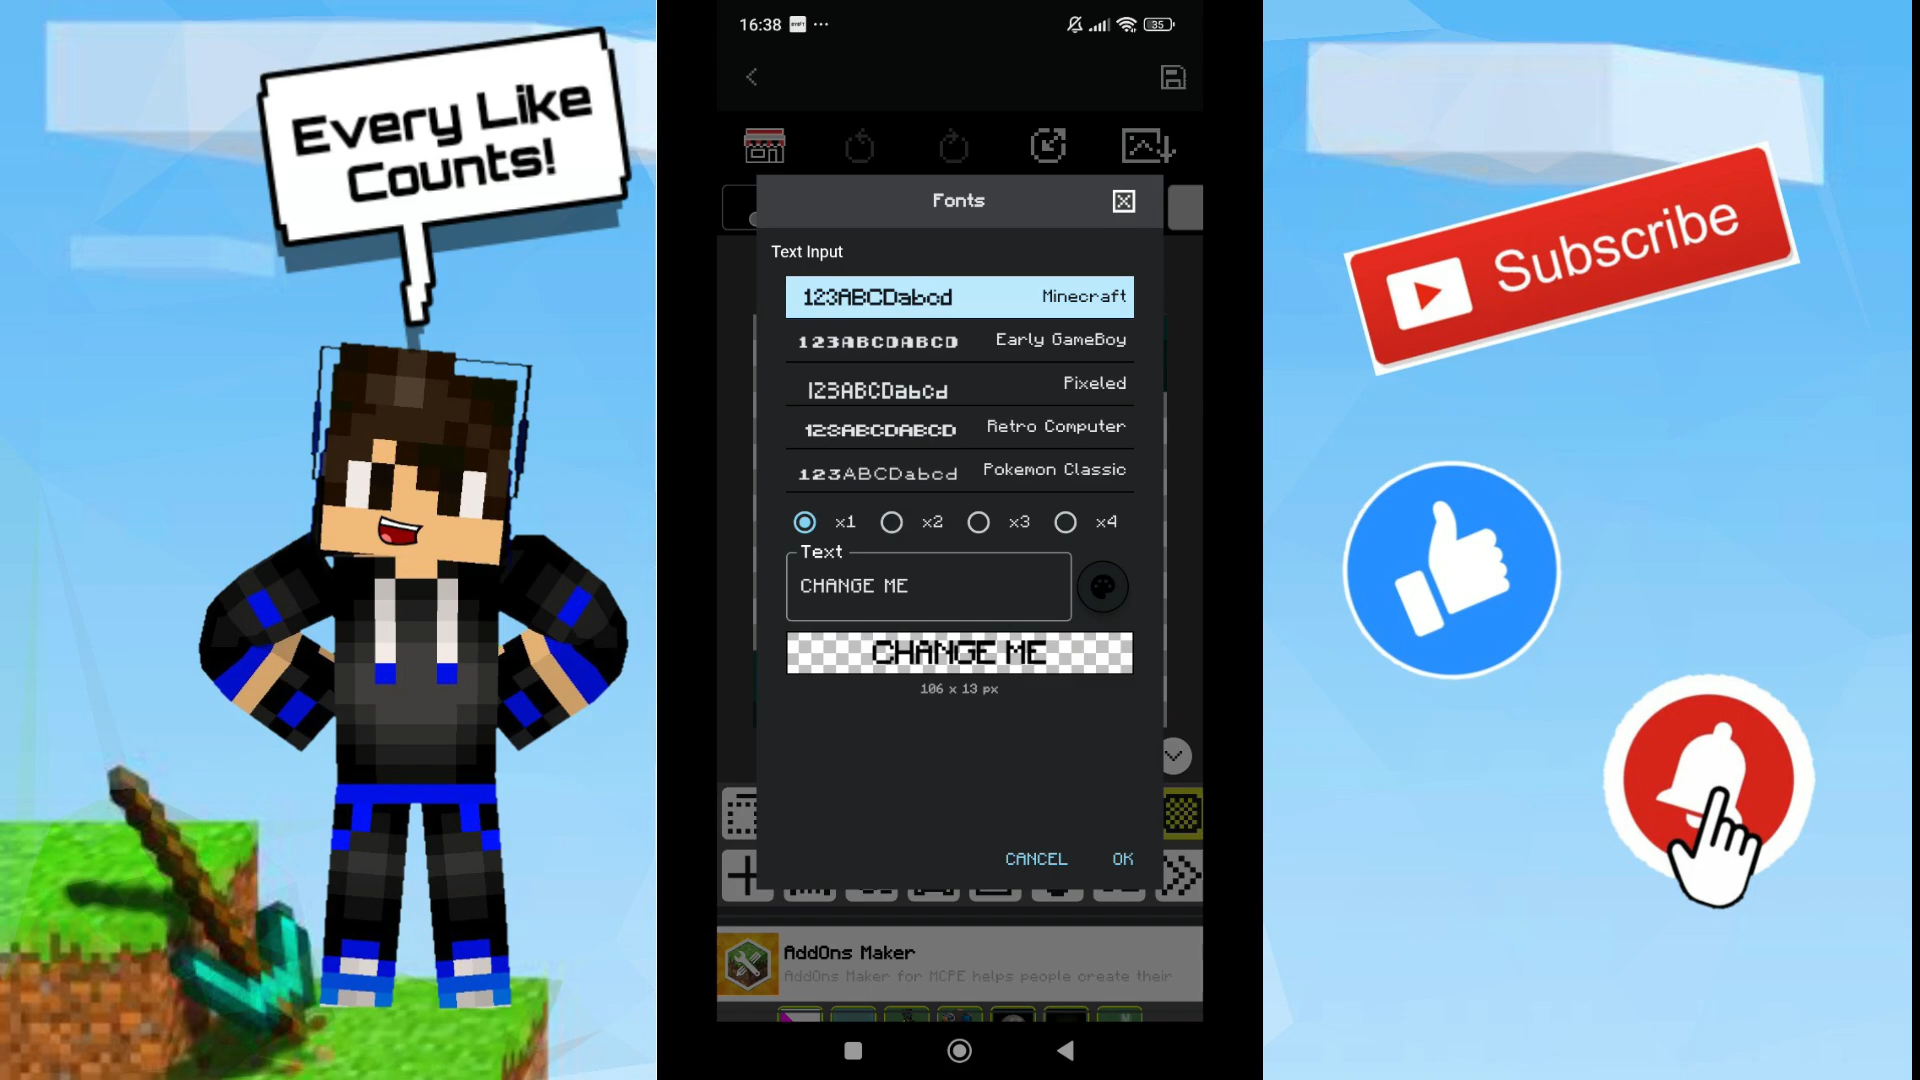 Every Like
Counts!
16:38
35
Fonts
Text Input
123ABCDabcd Minecraft
123ABCDABCD Early GameBoy
123ABCDabcd Pixeled
123ABCDABCD Retro Computer
123ABCDabcd Pokemon Classic
x1 x2 x3 x4
Text
CHANGE ME
CHANGE ME
106 x 13 px
CANCEL OK
AddOns Maker
AddOns Maker for MCPE helps people create their
Subscribe